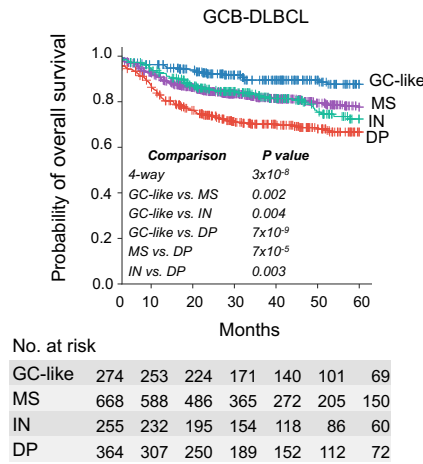 GCB-DLBCL
Probability of overall survival
1.0
0.8
0.6
0.4
0.2
0.0
GC-like
MS
IN
DP
Comparison P value
4-way 3x10-8
GC-like vs. MS 0.002
GC-like vs. IN 0.004
GC-like vs. DP 7x10-9
MS vs. DP 7x10-5
IN vs. DP 0.003
0 10 20 30 40 50 60
Months
No. at risk
GC-like 274 253 224 171 140 101 69
MS 668 588 486 365 272 205 150
IN 255 232 195 154 118 86 60
DP 364 307 250 189 152 112 72